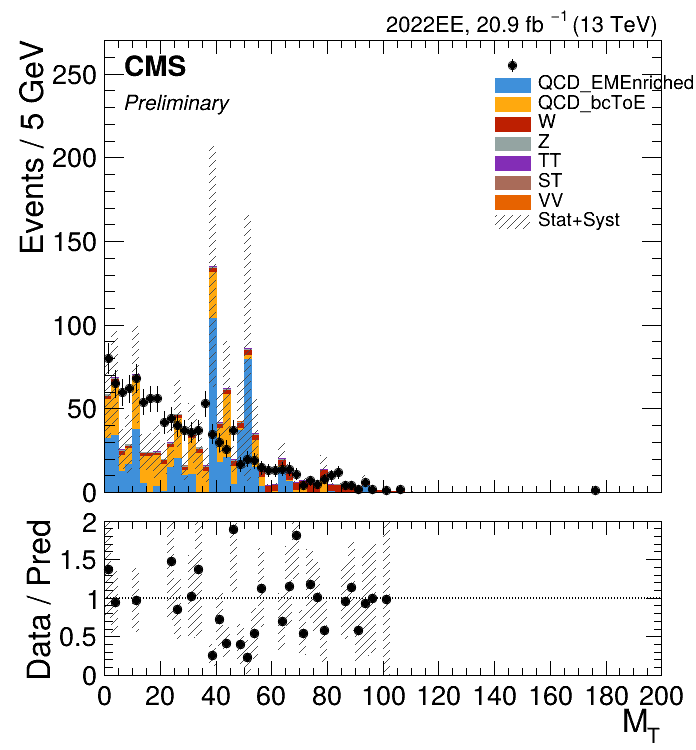 2022EE, 20.9 fb⁻¹ (13 TeV)
CMS
Preliminary
QCD_EMEnriched
QCD_bcToE
W
Z
TT
ST
VV
Stat+Syst
Events / 5 GeV
250
200
150
100
50
0
Data / Pred
2
1.5
1
0.5
0
0 20 40 60 80 100 120 140 160 180 200
M_T